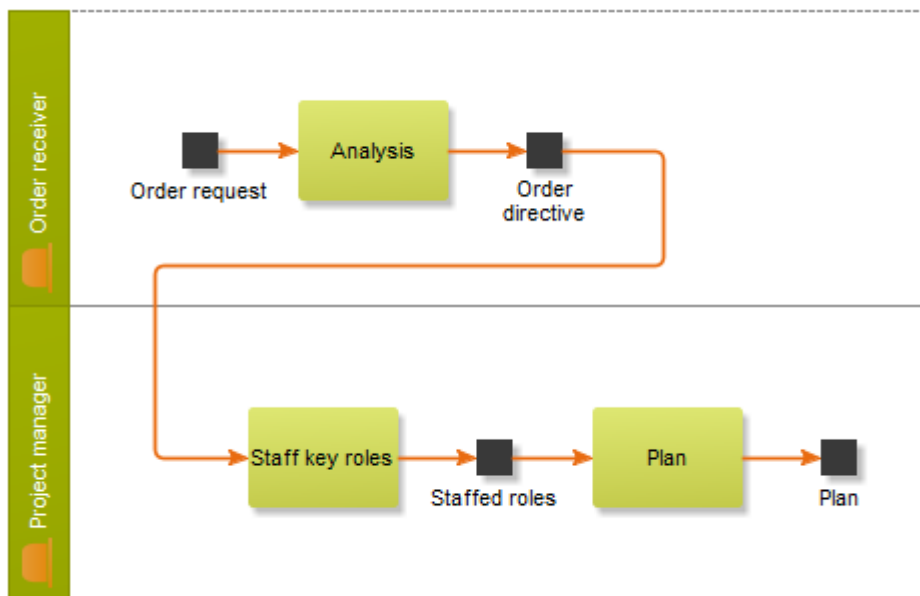 Order receiver
Analysis
Order request
Order
directive
Project manager
Staff key roles
Plan
Staffed roles
Plan